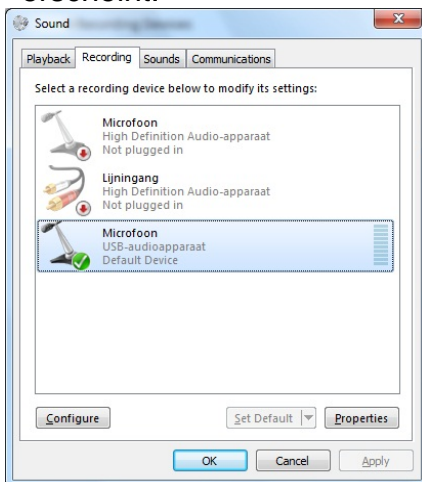 Sound
Playback Recording Sounds Communications
Select a recording device below to modify its settings:
Microfoon
High Definition Audio-apparaat
Not plugged in
Lijningang
High Definition Audio-apparaat
Not plugged in
Microfoon
USB-audioapparaat
Default Device
Configure Set Default Properties
OK Cancel Apply